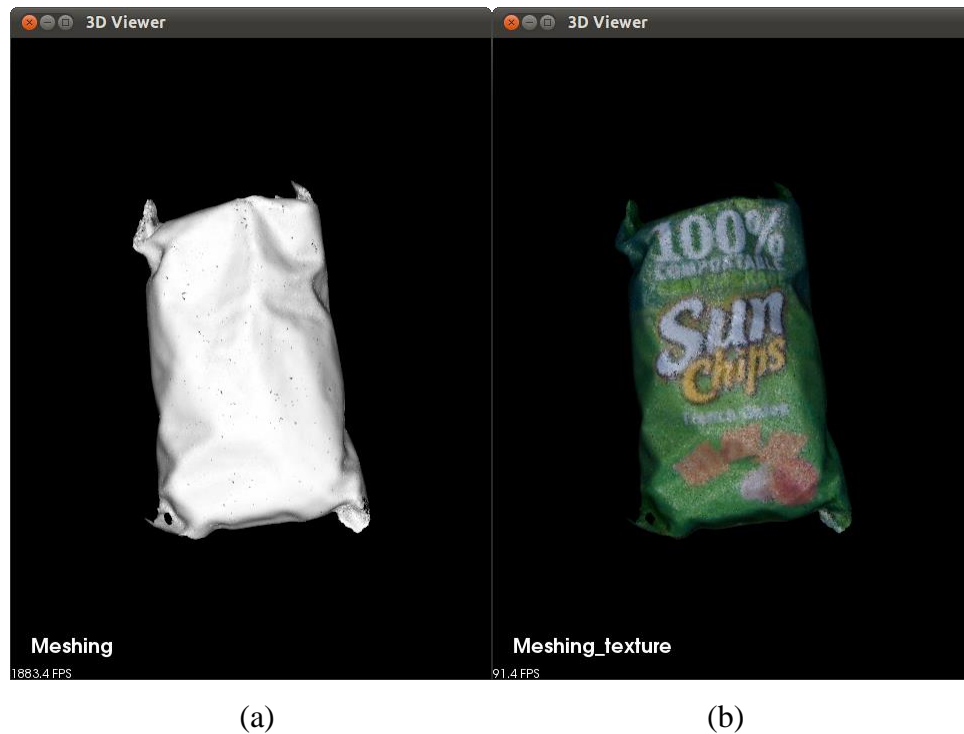 3D Viewer
Meshing
1883.4 FPS
3D Viewer
100%
COMPOSTABLE
Sun
Chips
Meshing_texture
91.4 FPS
(a)
(b)